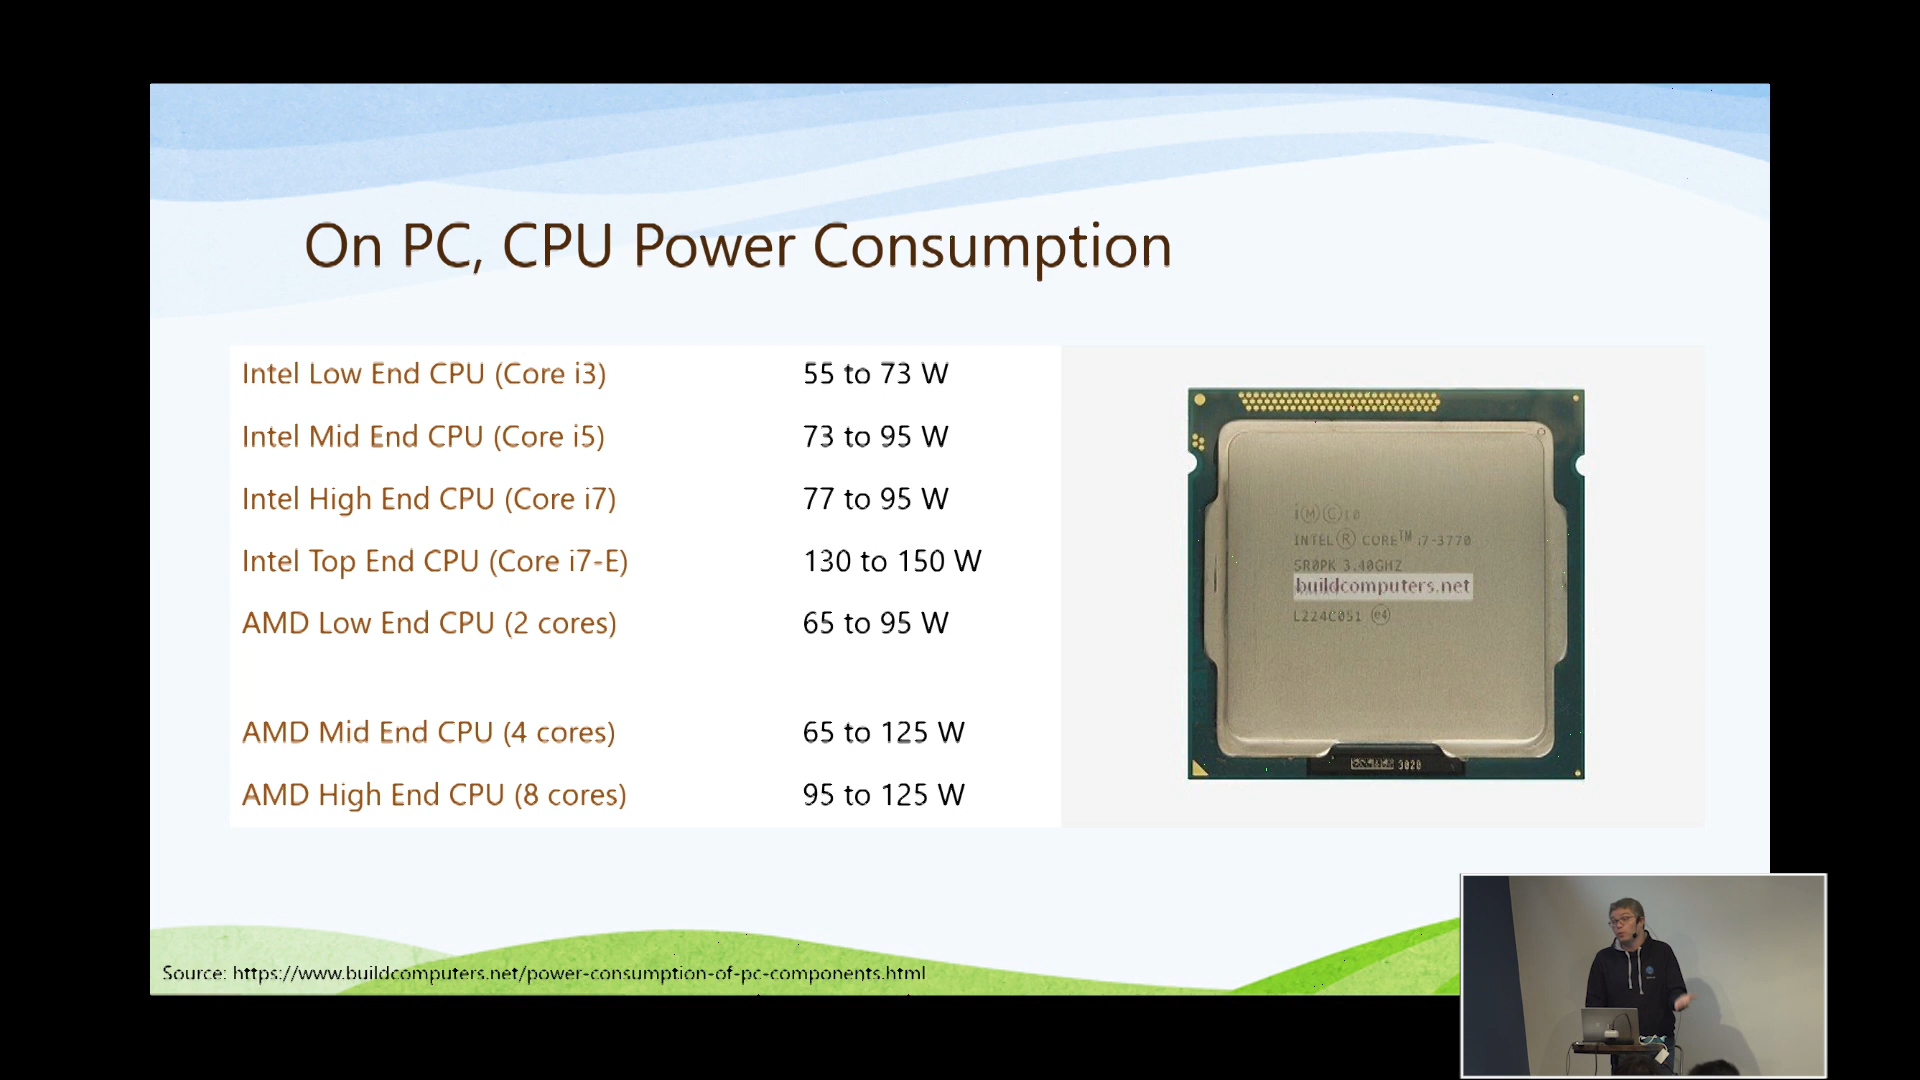 On PC, CPU Power Consumption
Intel Low End CPU (Core i3) 55 to 73 W
Intel Mid End CPU (Core i5) 73 to 95 W
Intel High End CPU (Core i7) 77 to 95 W
Intel Top End CPU (Core i7-E) 130 to 150 W
AMD Low End CPU (2 cores) 65 to 95 W
AMD Mid End CPU (4 cores) 65 to 125 W
AMD High End CPU (8 cores) 95 to 125 W
i Ⓜ Ⓒ10
INTEL® CORE™ i7-3770
SR0PK 3.40GHZ
buildcomputers.net
L224C051 e4
3020
Source: https://www.buildcomputers.net/power-consumption-of-pc-components.html